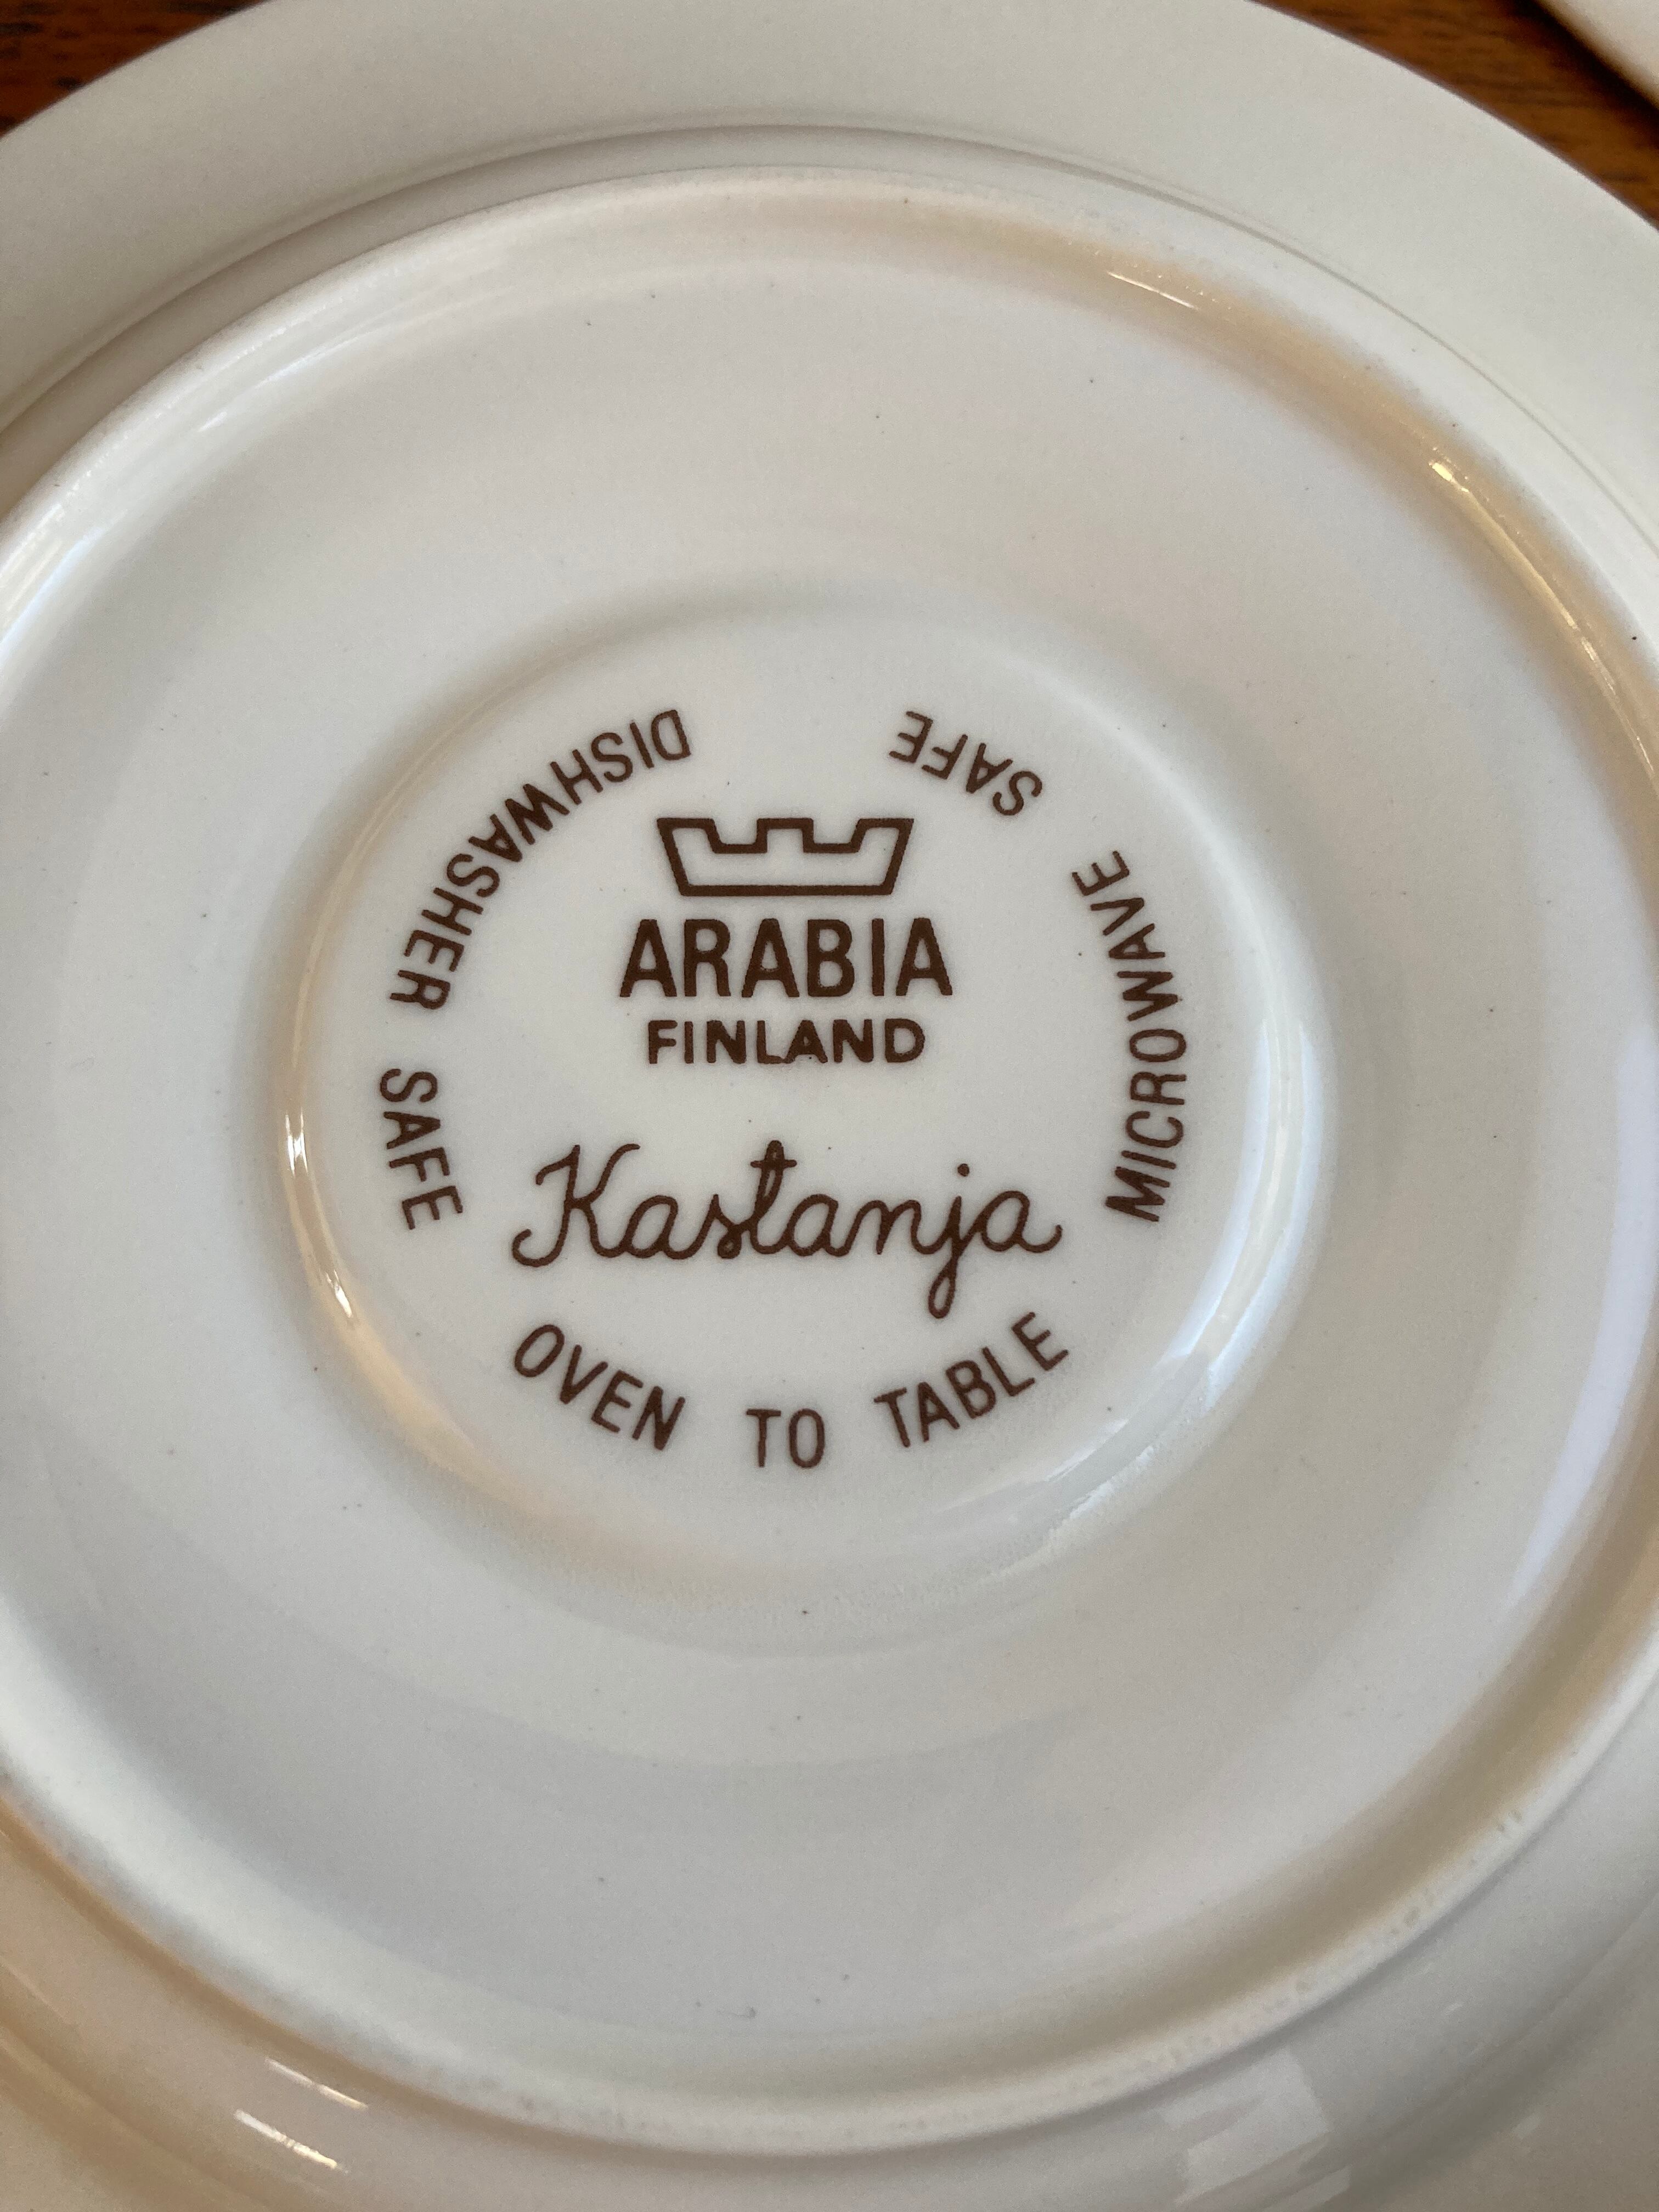 ARABIA
FINLAND
Kastanja
DISHWASHER SAFE
OVEN TO TABLE
MICROWAVE SAFE